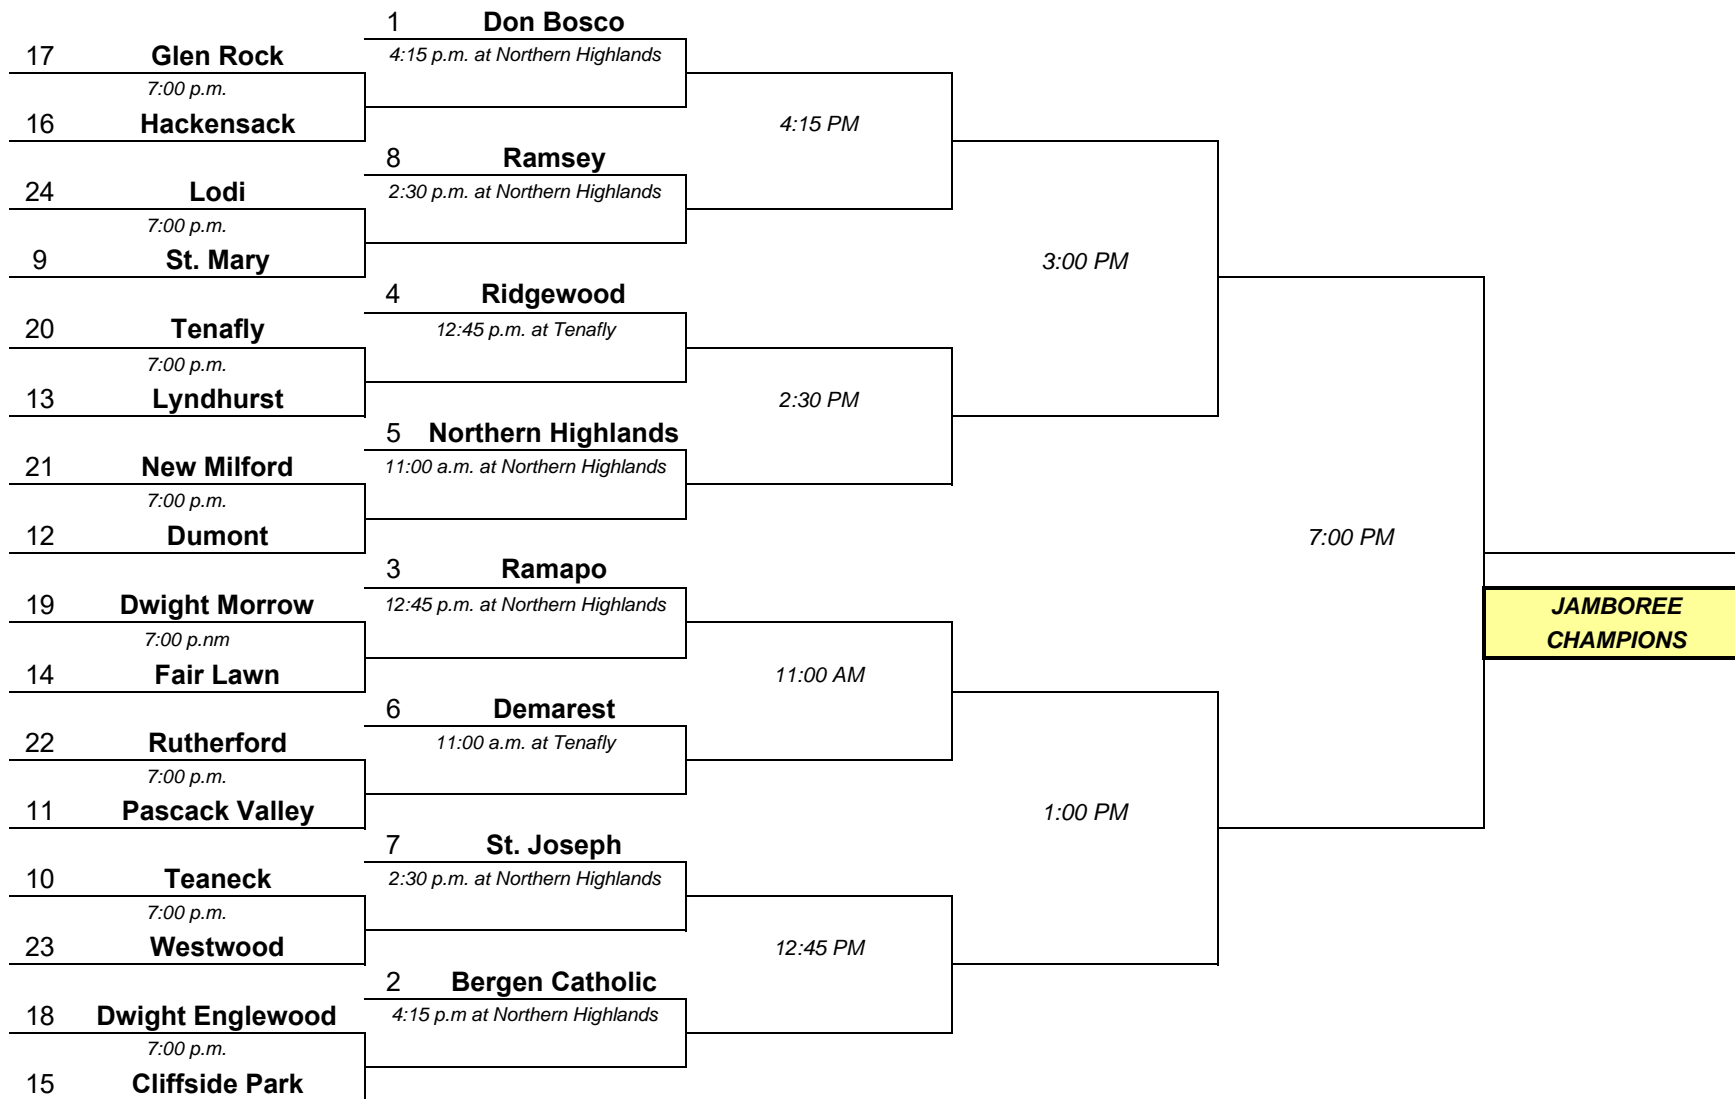 1 Don Bosco
17 Glen Rock 4:15 p.m. at Northern Highlands
7:00 p.m.
16 Hackensack 4:15 PM
8 Ramsey
24 Lodi 2:30 p.m. at Northern Highlands
7:00 p.m.
9 St. Mary 3:00 PM
4 Ridgewood
20 Tenafly 12:45 p.m. at Tenafly
7:00 p.m.
13 Lyndhurst 2:30 PM
5 Northern Highlands
21 New Milford 11:00 a.m. at Northern Highlands
7:00 p.m.
12 Dumont 7:00 PM
3 Ramapo
19 Dwight Morrow 12:45 p.m. at Northern Highlands JAMBOREE
7:00 p.nm CHAMPIONS
14 Fair Lawn 11:00 AM
6 Demarest
22 Rutherford 11:00 a.m. at Tenafly
7:00 p.m.
11 Pascack Valley 1:00 PM
7 St. Joseph
10 Teaneck 2:30 p.m. at Northern Highlands
7:00 p.m.
23 Westwood 12:45 PM
2 Bergen Catholic
18 Dwight Englewood 4:15 p.m at Northern Highlands
7:00 p.m.
15 Cliffside Park